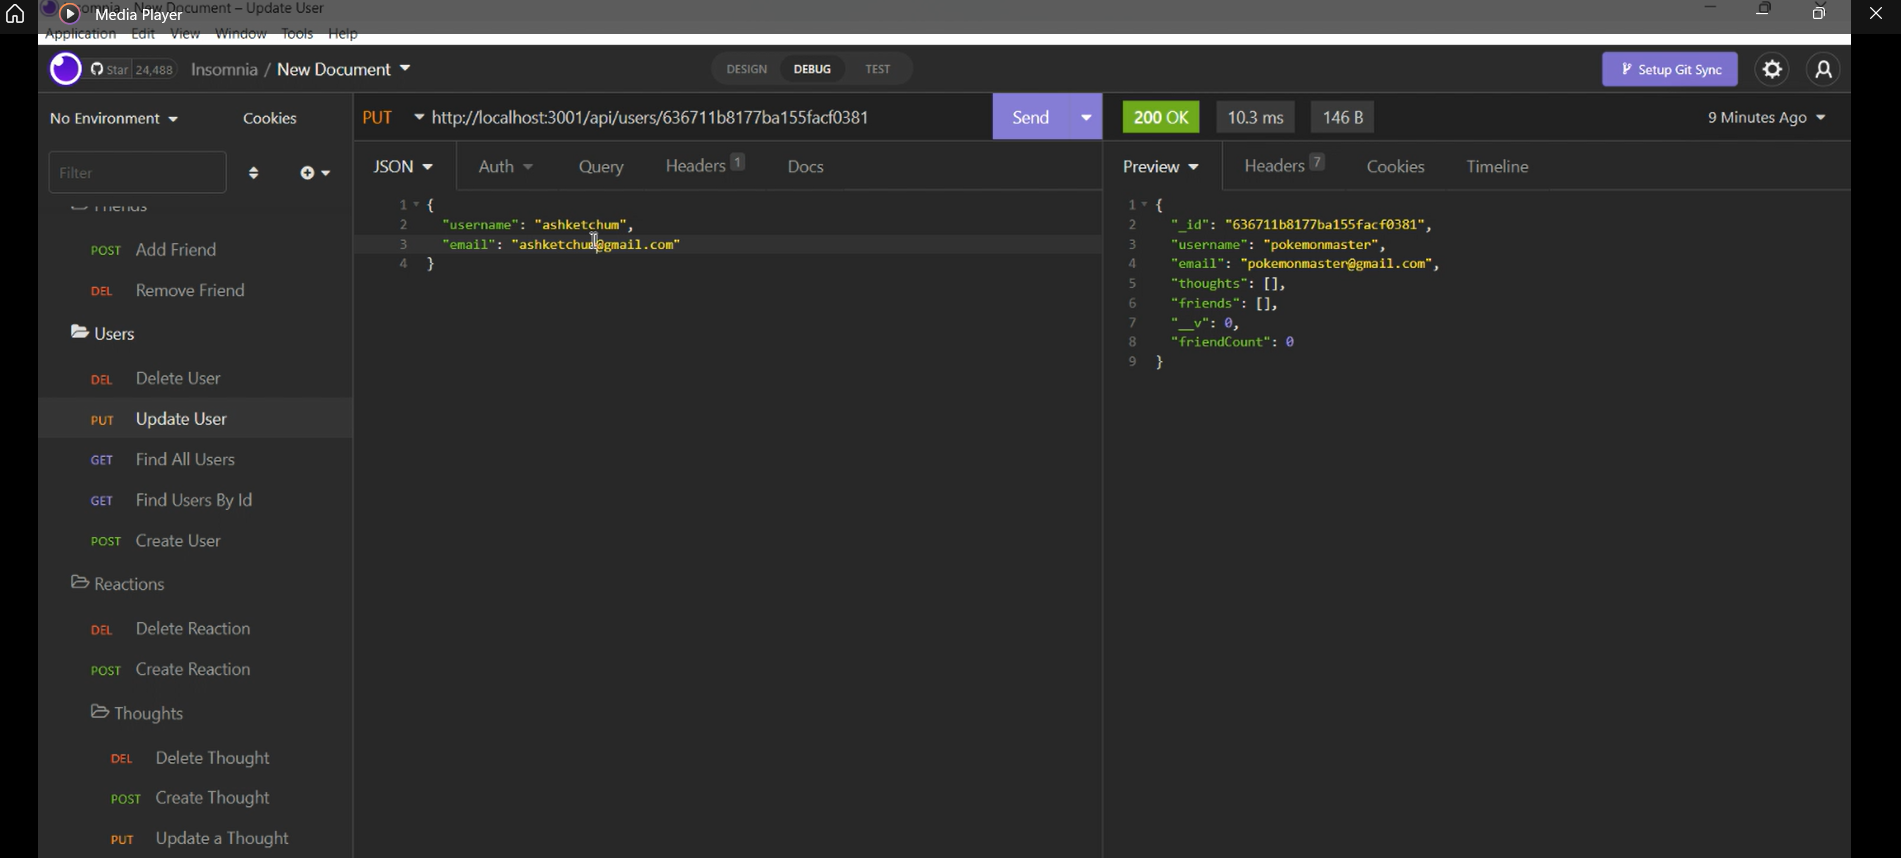 Media Player
New Document – Update User
Application Edit View Window Tools Help
Star 24,488 Insomnia / New Document DESIGN DEBUG TEST Setup Git Sync
No Environment Cookies
Filter
Friends
POST Add Friend
DEL Remove Friend
Users
DEL Delete User
PUT Update User
GET Find All Users
GET Find Users By Id
POST Create User
Reactions
DEL Delete Reaction
POST Create Reaction
Thoughts
DEL Delete Thought
POST Create Thought
PUT Update a Thought
PUT http://localhost:3001/api/users/636711b8177ba155facf0381 Send
JSON Auth Query Headers 1 Docs
1 {
2 "username": "ashketchum",
3 "email": "ashketchum@gmail.com"
4 }
200 OK 10.3 ms 146 B 9 Minutes Ago
Preview Headers 7 Cookies Timeline
1 {
2 "_id": "636711b8177ba155facf0381",
3 "username": "pokemonmaster",
4 "email": "pokemonmaster@gmail.com",
5 "thoughts": [],
6 "friends": [],
7 "__v": 0,
8 "friendCount": 0
9 }